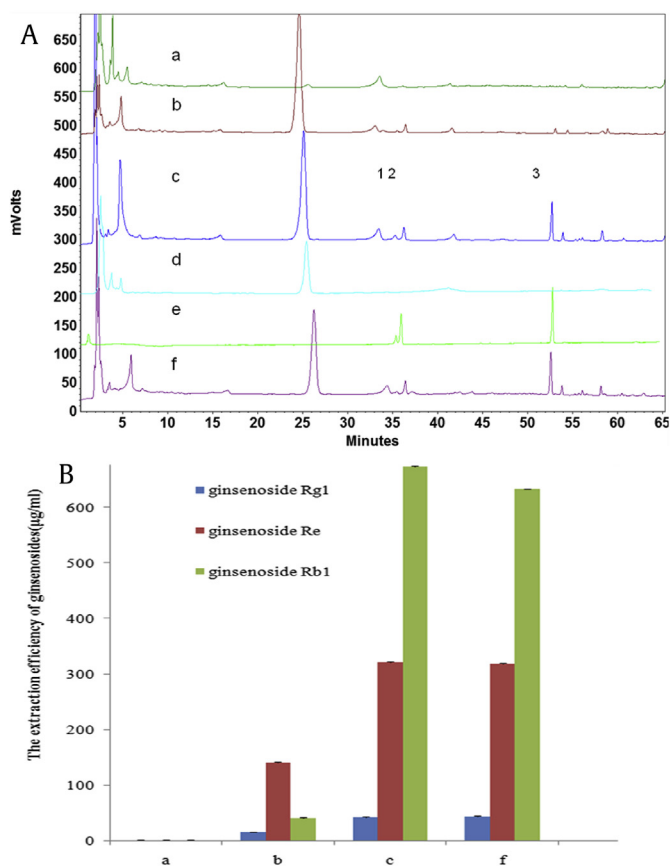 A
mVolts
650
600
550
500
450
400
350
300
250
200
150
100
50
0
a
b
c
d
e
f
1 2
3
5
10
15
20
25
30
35
40
45
50
55
60
65
Minutes
B
The extraction efficiency of ginsenosides(μg/ml)
600
500
400
300
200
100
0
ginsenoside Rg1
ginsenoside Re
ginsenoside Rb1
a
b
c
f